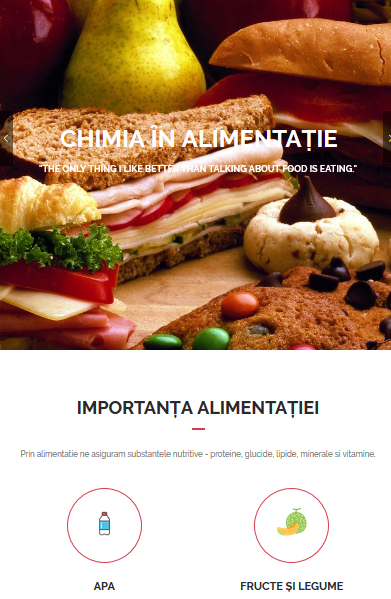 CHIMIA ÎN ALIMENTAȚIE
"THE ONLY THING I LIKE BETTER THAN TALKING ABOUT FOOD IS EATING."
IMPORTANȚA ALIMENTAȚIEI
Prin alimentatie ne asiguram substantele nutritive - proteine, glucide, lipide, minerale si vitamine.
APA
FRUCTE ȘI LEGUME